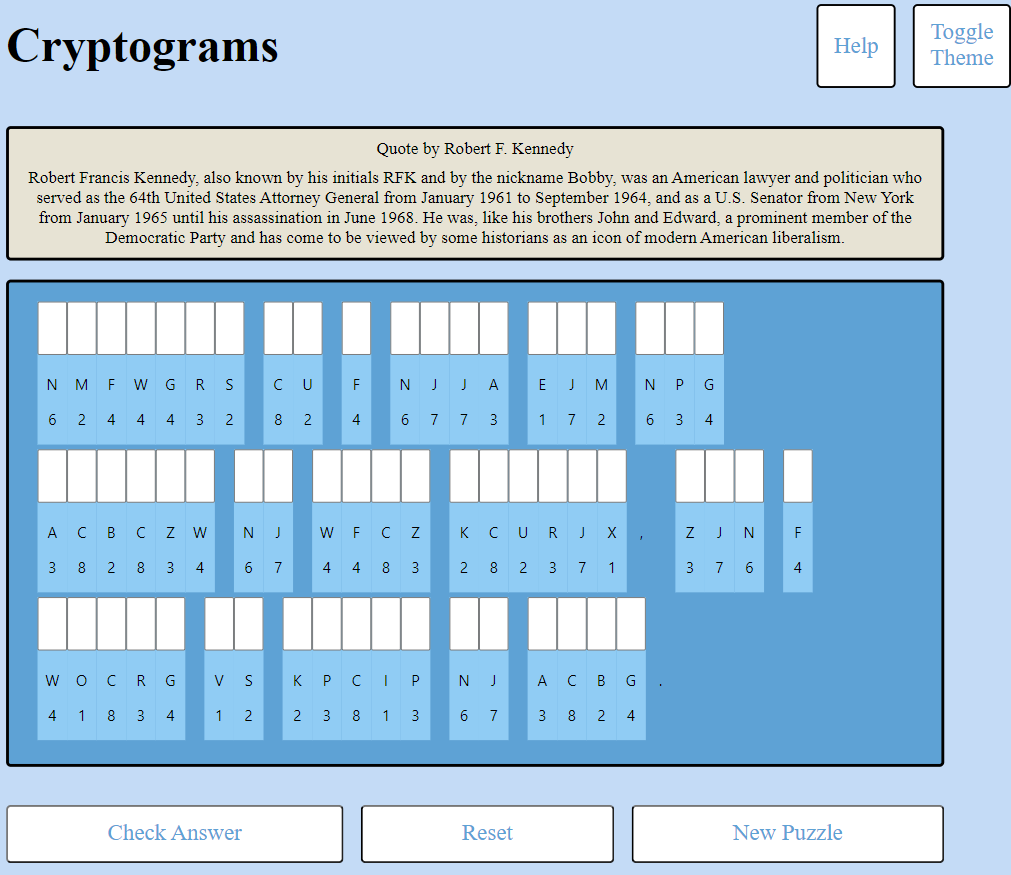 Cryptograms
Help
Toggle
Theme
Quote by Robert F. Kennedy
Robert Francis Kennedy, also known by his initials RFK and by the nickname Bobby, was an American lawyer and politician who
served as the 64th United States Attorney General from January 1961 to September 1964, and as a U.S. Senator from New York
from January 1965 until his assassination in June 1968. He was, like his brothers John and Edward, a prominent member of the
Democratic Party and has come to be viewed by some historians as an icon of modern American liberalism.
N M F W G R S C U F N J J A E J M N P G
6 2 4 4 4 3 2 8 2 4 6 7 7 3 1 7 2 6 3 4
A C B C Z W N J W F C Z K C U R J X , Z J N F
3 8 2 8 3 4 6 7 4 4 8 3 2 8 2 3 7 1 3 7 6 4
W O C R G V S K P C I P N J A C B G .
4 1 8 3 4 1 2 2 3 8 1 3 6 7 3 8 2 4
Check Answer
Reset
New Puzzle